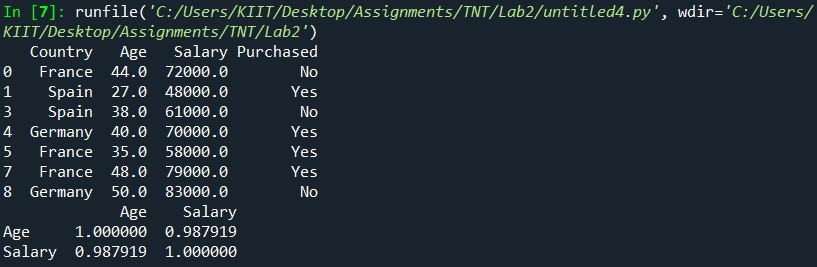 In [7]: runfile('C:/Users/KIIT/Desktop/Assignments/TNT/Lab2/untitled4.py', wdir='C:/Users/
KIIT/Desktop/Assignments/TNT/Lab2')
   Country   Age   Salary Purchased
0   France  44.0  72000.0        No
1    Spain  27.0  48000.0       Yes
3    Spain  38.0  61000.0        No
4  Germany  40.0  70000.0       Yes
5   France  35.0  58000.0       Yes
7   France  48.0  79000.0       Yes
8  Germany  50.0  83000.0        No
             Age    Salary
Age     1.000000  0.987919
Salary  0.987919  1.000000